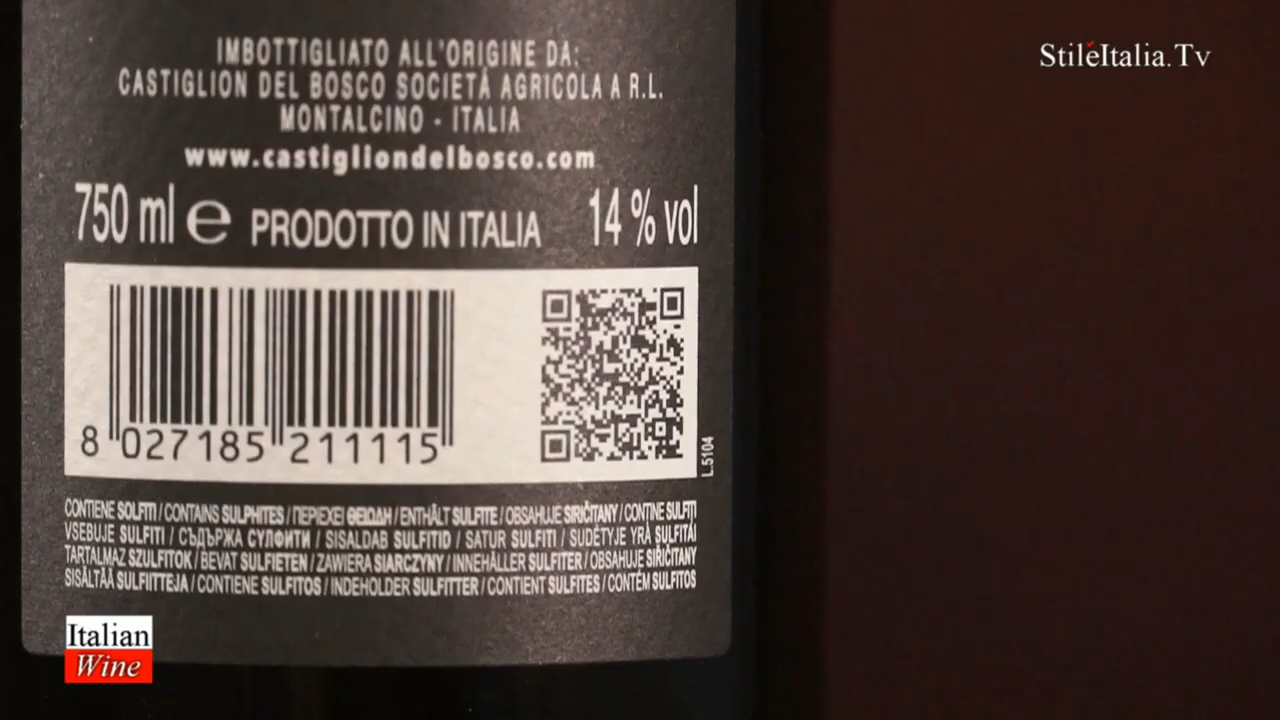 StileItalia.Tv
IMBOTTIGLIATO ALL'ORIGINE DA:
CASTIGLION DEL BOSCO SOCIETÀ AGRICOLA A R.L.
MONTALCINO - ITALIA
www.castigliondelbosco.com
750 ml e PRODOTTO IN ITALIA 14 % vol
8 027185 211115
L.5104
CONTIENE SOLFITI / CONTAINS SULPHITES / ΠΕΡΙΕΧΕΙ ΘΕΙΩΔΗ / ENTHÄLT SULFITE / OBSAHUJE SIRIČITANY / CONTINE SULFIȚI
VSEBUJE SULFITI / СЪДЪРЖА СУЛФИТИ / SISALDAB SULFITID / SATUR SULFITI / SUDĖTYJE YRA SULFITAI
TARTALMAZ SZULFITOK / BEVAT SULFIETEN / ZAWIERA SIARCZYNY / INNEHÅLLER SULFITER / OBSAHUJE SIŘIČITANY
SISÄLTÄÄ SULFIITTEJA / CONTIENE SULFITOS / INDEHOLDER SULFITTER / CONTIENT SULFITES / CONTÉM SULFITOS
Italian
Wine